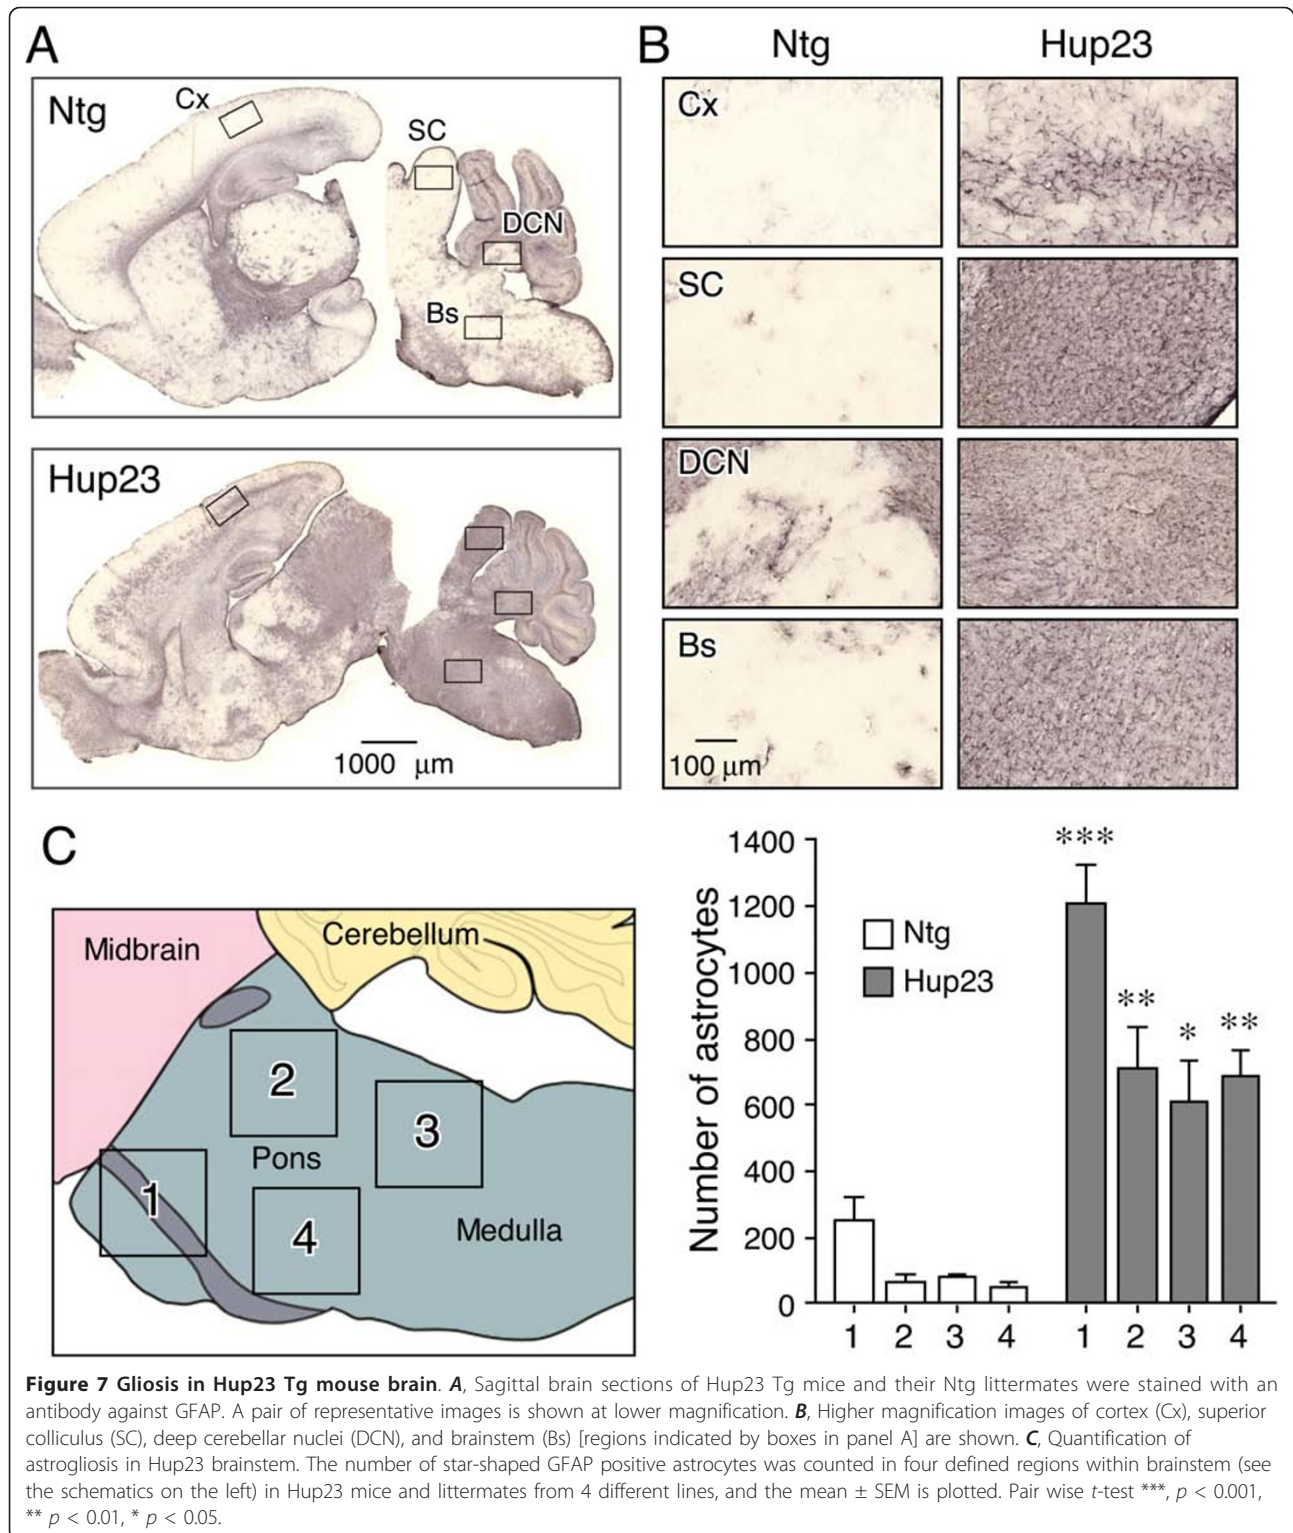 A
Ntg
Cx
SC
DCN
Bs
Hup23
1000 μm
B
Ntg
Hup23
Cx
SC
DCN
Bs
100 μm
C
Midbrain
Cerebellum
2
3
Pons
1
4
Medulla
Number of astrocytes
1400
1200
1000
800
600
400
200
0
Ntg
Hup23
***
**
*
**
1 2 3 4 1 2 3 4
Figure 7 Gliosis in Hup23 Tg mouse brain. A, Sagittal brain sections of Hup23 Tg mice and their Ntg littermates were stained with an
antibody against GFAP. A pair of representative images is shown at lower magnification. B, Higher magnification images of cortex (Cx), superior
colliculus (SC), deep cerebellar nuclei (DCN), and brainstem (Bs) [regions indicated by boxes in panel A] are shown. C, Quantification of
astrogliosis in Hup23 brainstem. The number of star-shaped GFAP positive astrocytes was counted in four defined regions within brainstem (see
the schematics on the left) in Hup23 mice and littermates from 4 different lines, and the mean ± SEM is plotted. Pair wise t-test ***, p < 0.001,
** p < 0.01, * p < 0.05.